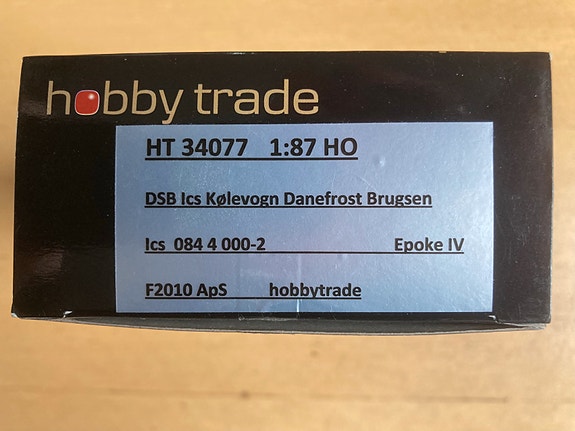 hobby trade
HT 34077 1:87 HO
DSB Ics Kølevogn Danefrost Brugsen
Ics 084 4 000-2 Epoke IV
F2010 ApS hobbytrade